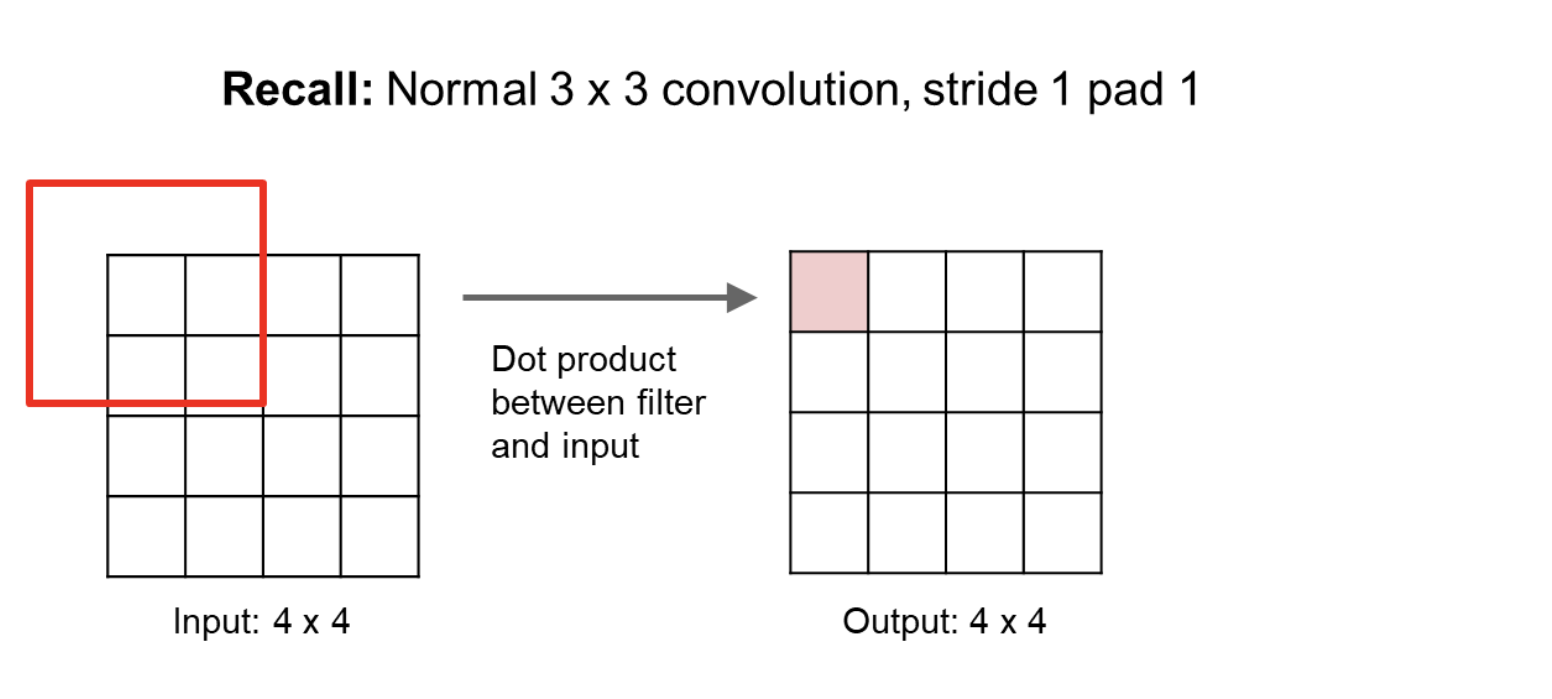 Recall: Normal 3 x 3 convolution, stride 1 pad 1
Dot product
between filter
and input
Input: 4 x 4
Output: 4 x 4